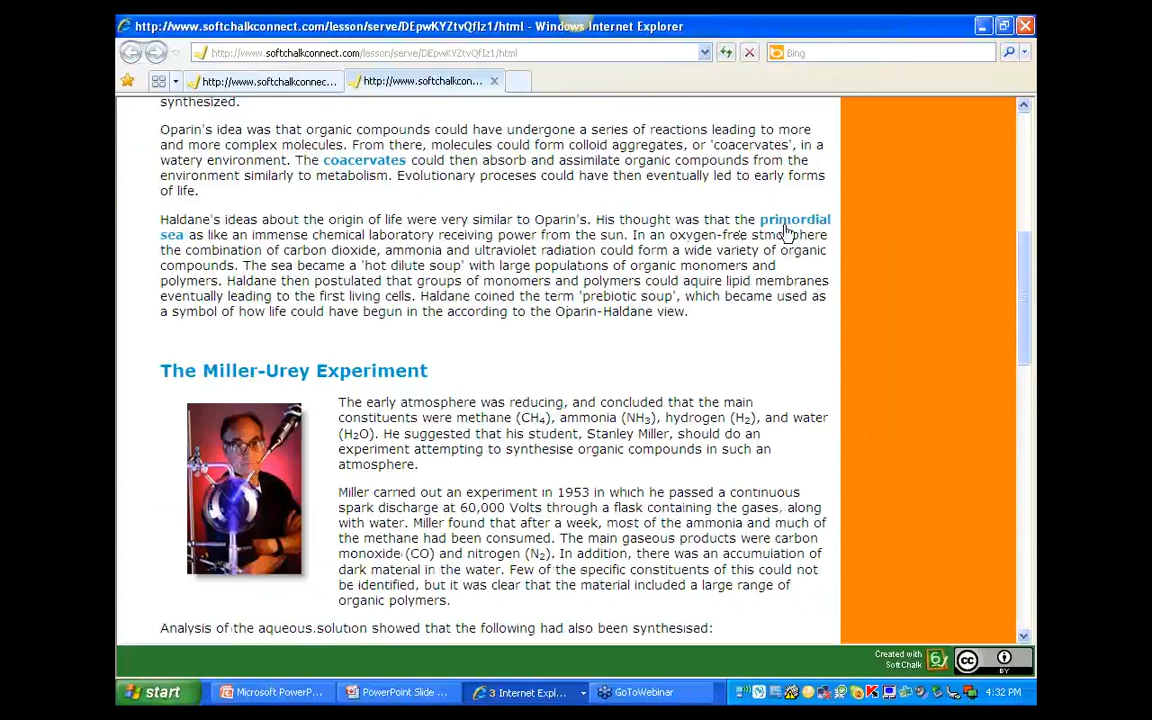 http://www.softchalkconnect.com/lesson/serve/DEpwKYZtvQfIz1/html - Windows Internet Explorer
http://www.softchalkconnect.com/lesson/serve/DEpwKYZtvQfIz1/html
Bing
http://www.softchalkconnec...
http://www.softchalkcon...
synthesized.
Oparin's idea was that organic compounds could have undergone a series of reactions leading to more
and more complex molecules. From there, molecules could form colloid aggregates, or 'coacervates', in a
watery environment. The coacervates could then absorb and assimilate organic compounds from the
environment similarly to metabolism. Evolutionary proceses could have then eventually led to early forms
of life.
Haldane's ideas about the origin of life were very similar to Oparin's. His thought was that the primordial
sea as like an immense chemical laboratory receiving power from the sun. In an oxygen-free atmosphere
the combination of carbon dioxide, ammonia and ultraviolet radiation could form a wide variety of organic
compounds. The sea became a 'hot dilute soup' with large populations of organic monomers and
polymers. Haldane then postulated that groups of monomers and polymers could aquire lipid membranes
eventually leading to the first living cells. Haldane coined the term 'prebiotic soup', which became used as
a symbol of how life could have begun in the according to the Oparin-Haldane view.
The Miller-Urey Experiment
The early atmosphere was reducing, and concluded that the main
constituents were methane (CH4), ammonia (NH3), hydrogen (H2), and water
(H2O). He suggested that his student, Stanley Miller, should do an
experiment attempting to synthesise organic compounds in such an
atmosphere.
Miller carried out an experiment in 1953 in which he passed a continuous
spark discharge at 60,000 Volts through a flask containing the gases, along
with water. Miller found that after a week, most of the ammonia and much of
the methane had been consumed. The main gaseous products were carbon
monoxide (CO) and nitrogen (N2). In addition, there was an accumulation of
dark material in the water. Few of the specific constituents of this could not
be identified, but it was clear that the material included a large range of
organic polymers.
Analysis of the aqueous solution showed that the following had also been synthesised:
Created with
SoftChalk
cc
BY
start
Microsoft PowerP...
PowerPoint Slide ...
3 Internet Expl...
GoToWebinar
4:32 PM